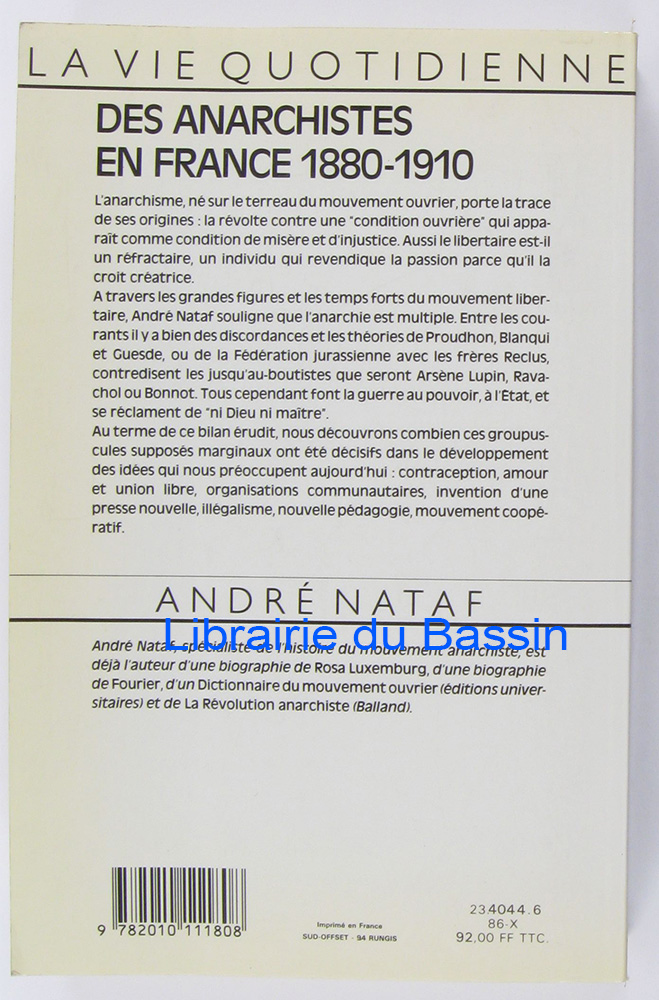 LA VIE QUOTIDIENNE
DES ANARCHISTES
EN FRANCE 1880-1910
L'anarchisme, né sur le terreau du mouvement ouvrier, porte la trace
de ses origines : la révolte contre une "condition ouvrière" qui appa-
raît comme condition de misère et d'injustice. Aussi le libertaire est-il
un réfractaire, un individu qui revendique la passion parce qu'il la
croit créatrice.
A travers les grandes figures et les temps forts du mouvement liber-
taire, André Nataf souligne que l'anarchie est multiple. Entre les cou-
rants il y a bien des discordances et les théories de Proudhon, Blanqui
et Guesde, ou de la Fédération jurassienne avec les frères Reclus,
contredisent les jusqu'au-boutistes que seront Arsène Lupin, Rava-
chol ou Bonnot. Tous cependant font la guerre au pouvoir, à l'État, et
se réclament de "ni Dieu ni maître".
Au terme de ce bilan érudit, nous découvrons combien ces groupus-
cules supposés marginaux ont été décisifs dans le développement
des idées qui nous préoccupent aujourd'hui : contraception, amour
et union libre, organisations communautaires, invention d'une
presse nouvelle, illégalisme, nouvelle pédagogie, mouvement coopé-
ratif.
ANDRÉ NATAF
Librairie du Bassin
André Nataf, spécialiste de l'histoire du mouvement anarchiste, est
déjà l'auteur d'une biographie de Rosa Luxemburg, d'une biographie
de Fourier, d'un Dictionnaire du mouvement ouvrier (éditions univer-
sitaires) et de La Révolution anarchiste (Balland).
9 782010 111808
Imprimé en France
SUD-OFFSET - 94 RUNGIS
23.4044.6
86-X
92,00 FF TTC.